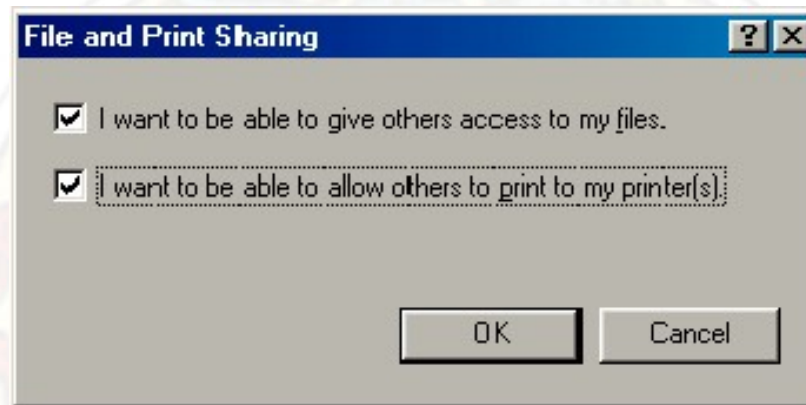 File and Print Sharing
I want to be able to give others access to my files.
I want to be able to allow others to print to my printer(s).
OK Cancel